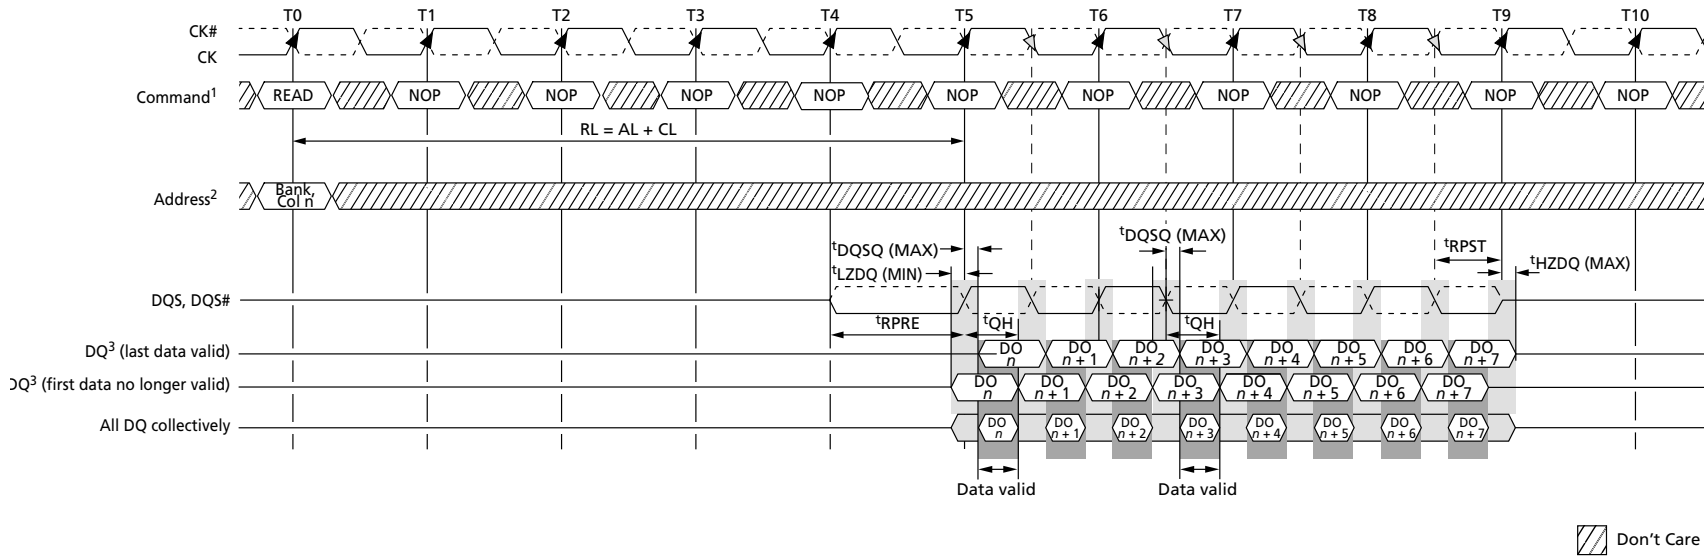 T0 T1 T2 T3 T4 T5 T6 T7 T8 T9 T10
CK#
CK
Command1 READ NOP NOP NOP NOP NOP NOP NOP NOP NOP NOP
RL = AL + CL
Address2 Bank,
Col n
tDQSQ (MAX) tDQSQ (MAX) tRPST
tLZDQ (MIN) tHZDQ (MAX)
DQS, DQS#
tRPRE tQH tQH
DQ3 (last data valid) DO n DO n + 1 DO n + 2 DO n + 3 DO n + 4 DO n + 5 DO n + 6 DO n + 7
DQ3 (first data no longer valid) DO n DO n + 1 DO n + 2 DO n + 3 DO n + 4 DO n + 5 DO n + 6 DO n + 7
All DQ collectively DO n DO n + 1 DO n + 2 DO n + 3 DO n + 4 DO n + 5 DO n + 6 DO n + 7
Data valid Data valid
Don't Care